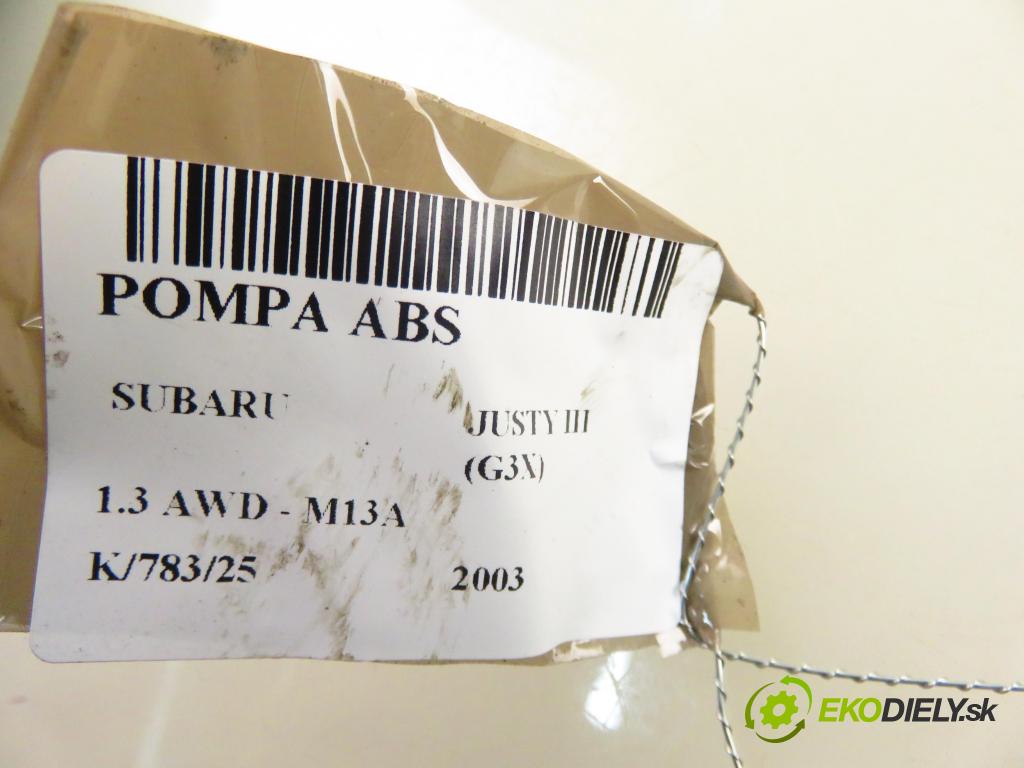 POMPA ABS
SUBARU JUSTY III
(G3X)
1.3 AWD - M13A
K/783/25 2003
EKODIELY.sk